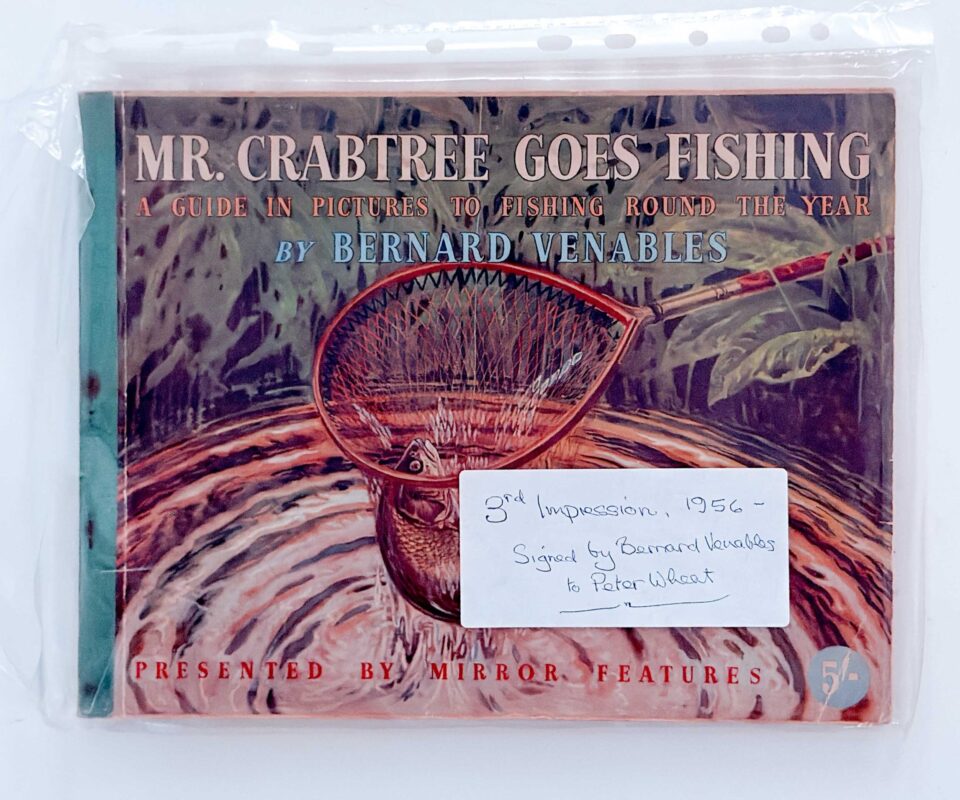 MR. CRABTREE GOES FISHING
A GUIDE IN PICTURES TO FISHING ROUND THE YEAR
BY BERNARD VENABLES
3rd Impression, 1956 -
Signed by Bernard Venables
to Peter Wheat
PRESENTED BY MIRROR FEATURES
5/-